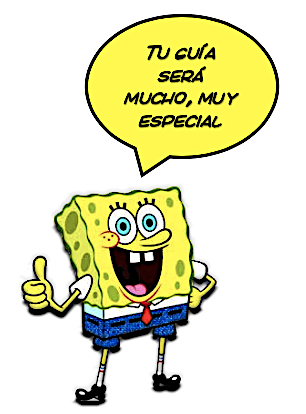 TU GUÍA
SERÁ
MUCHO, MUY
ESPECIAL